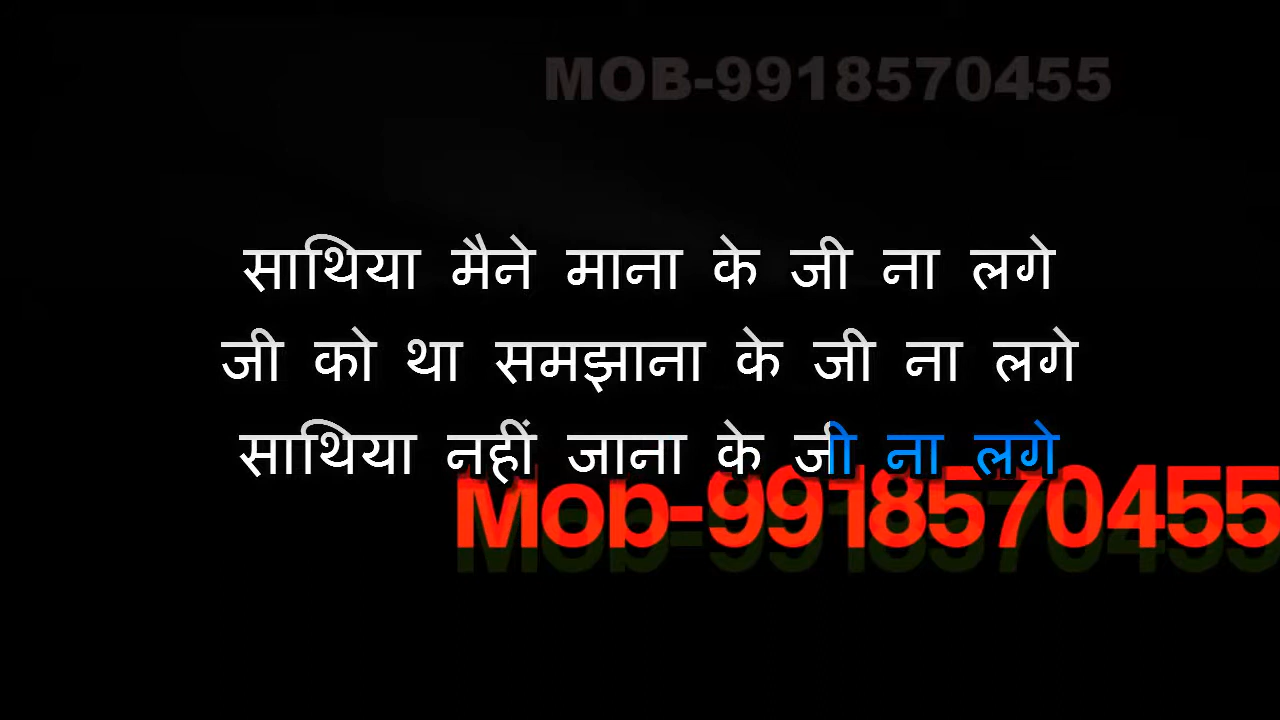 MOB-9918570455
साथिया मैने माना के जी ना लगे
जी को था समझाना के जी ना लगे
साथिया नहीं जाना के जी ना लगे
Mob-9918570455